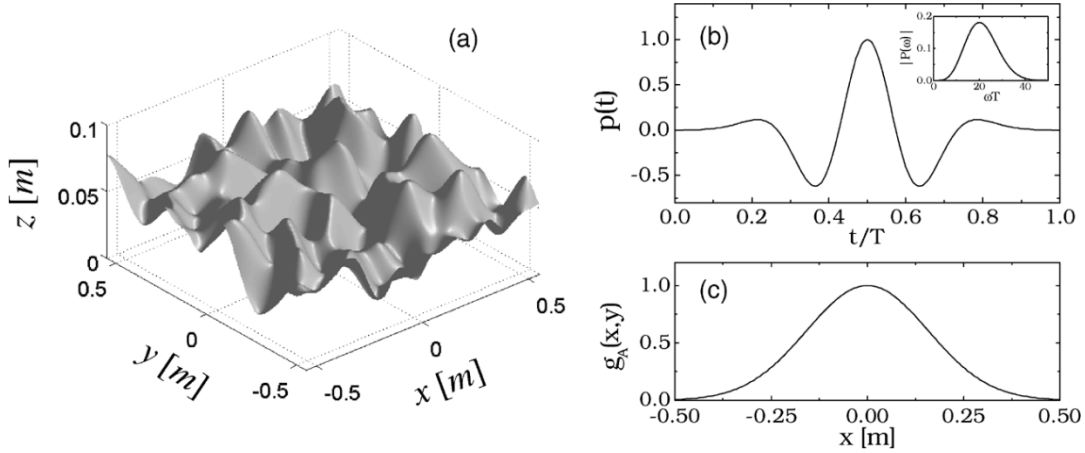 (a)
z [m]
0.1
0.05
0
0.5
0
-0.5
y [m]
-0.5
0
0.5
x [m]
(b)
p(t)
1.0
0.5
0.0
-0.5
0.0 0.2 0.4 0.6 0.8 1.0
t/T
|P(ω)|
0.2
0.1
0.0
0 20 40
ωT
(c)
g_A(x,y)
1.0
0.5
0.0
-0.50 -0.25 0.00 0.25 0.50
x [m]